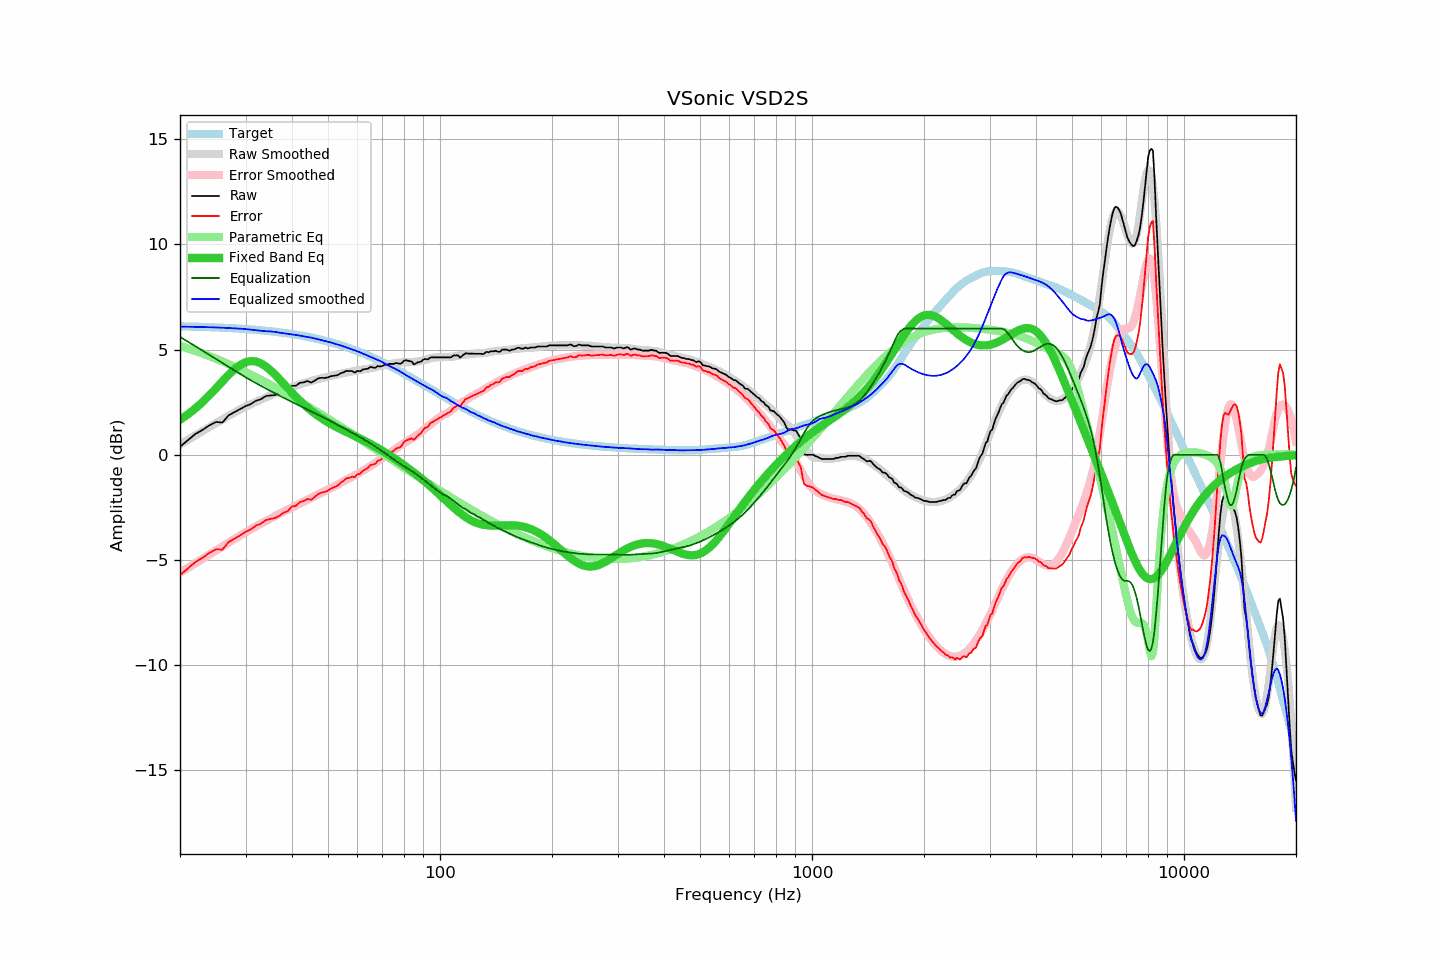 VSonic VSD2S
Target
Raw Smoothed
Error Smoothed
Raw
Error
Parametric Eq
Fixed Band Eq
Equalization
Equalized smoothed
15
10
5
0
−5
−10
−15
Amplitude (dBr)
100
1000
10000
Frequency (Hz)